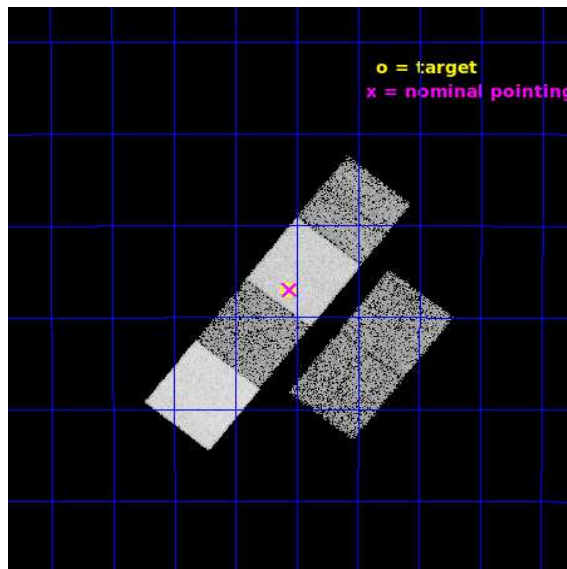 o = target
x = nominal pointing